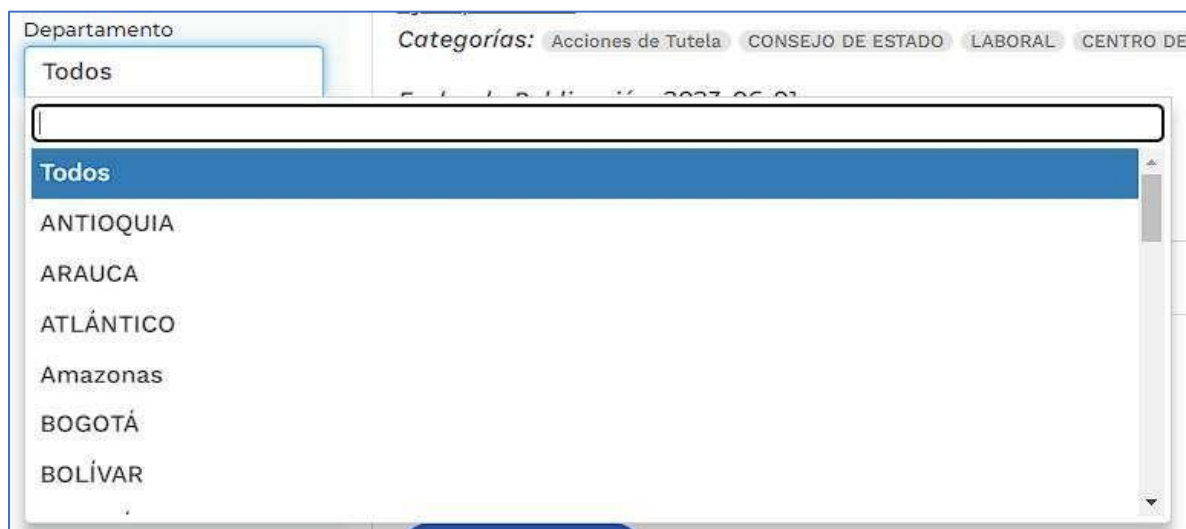 Departamento
Todos
Categorías: Acciones de Tutela CONSEJO DE ESTADO LABORAL CENTRO DE
Todos
ANTIOQUIA
ARAUCA
ATLÁNTICO
Amazonas
BOGOTÁ
BOLÍVAR